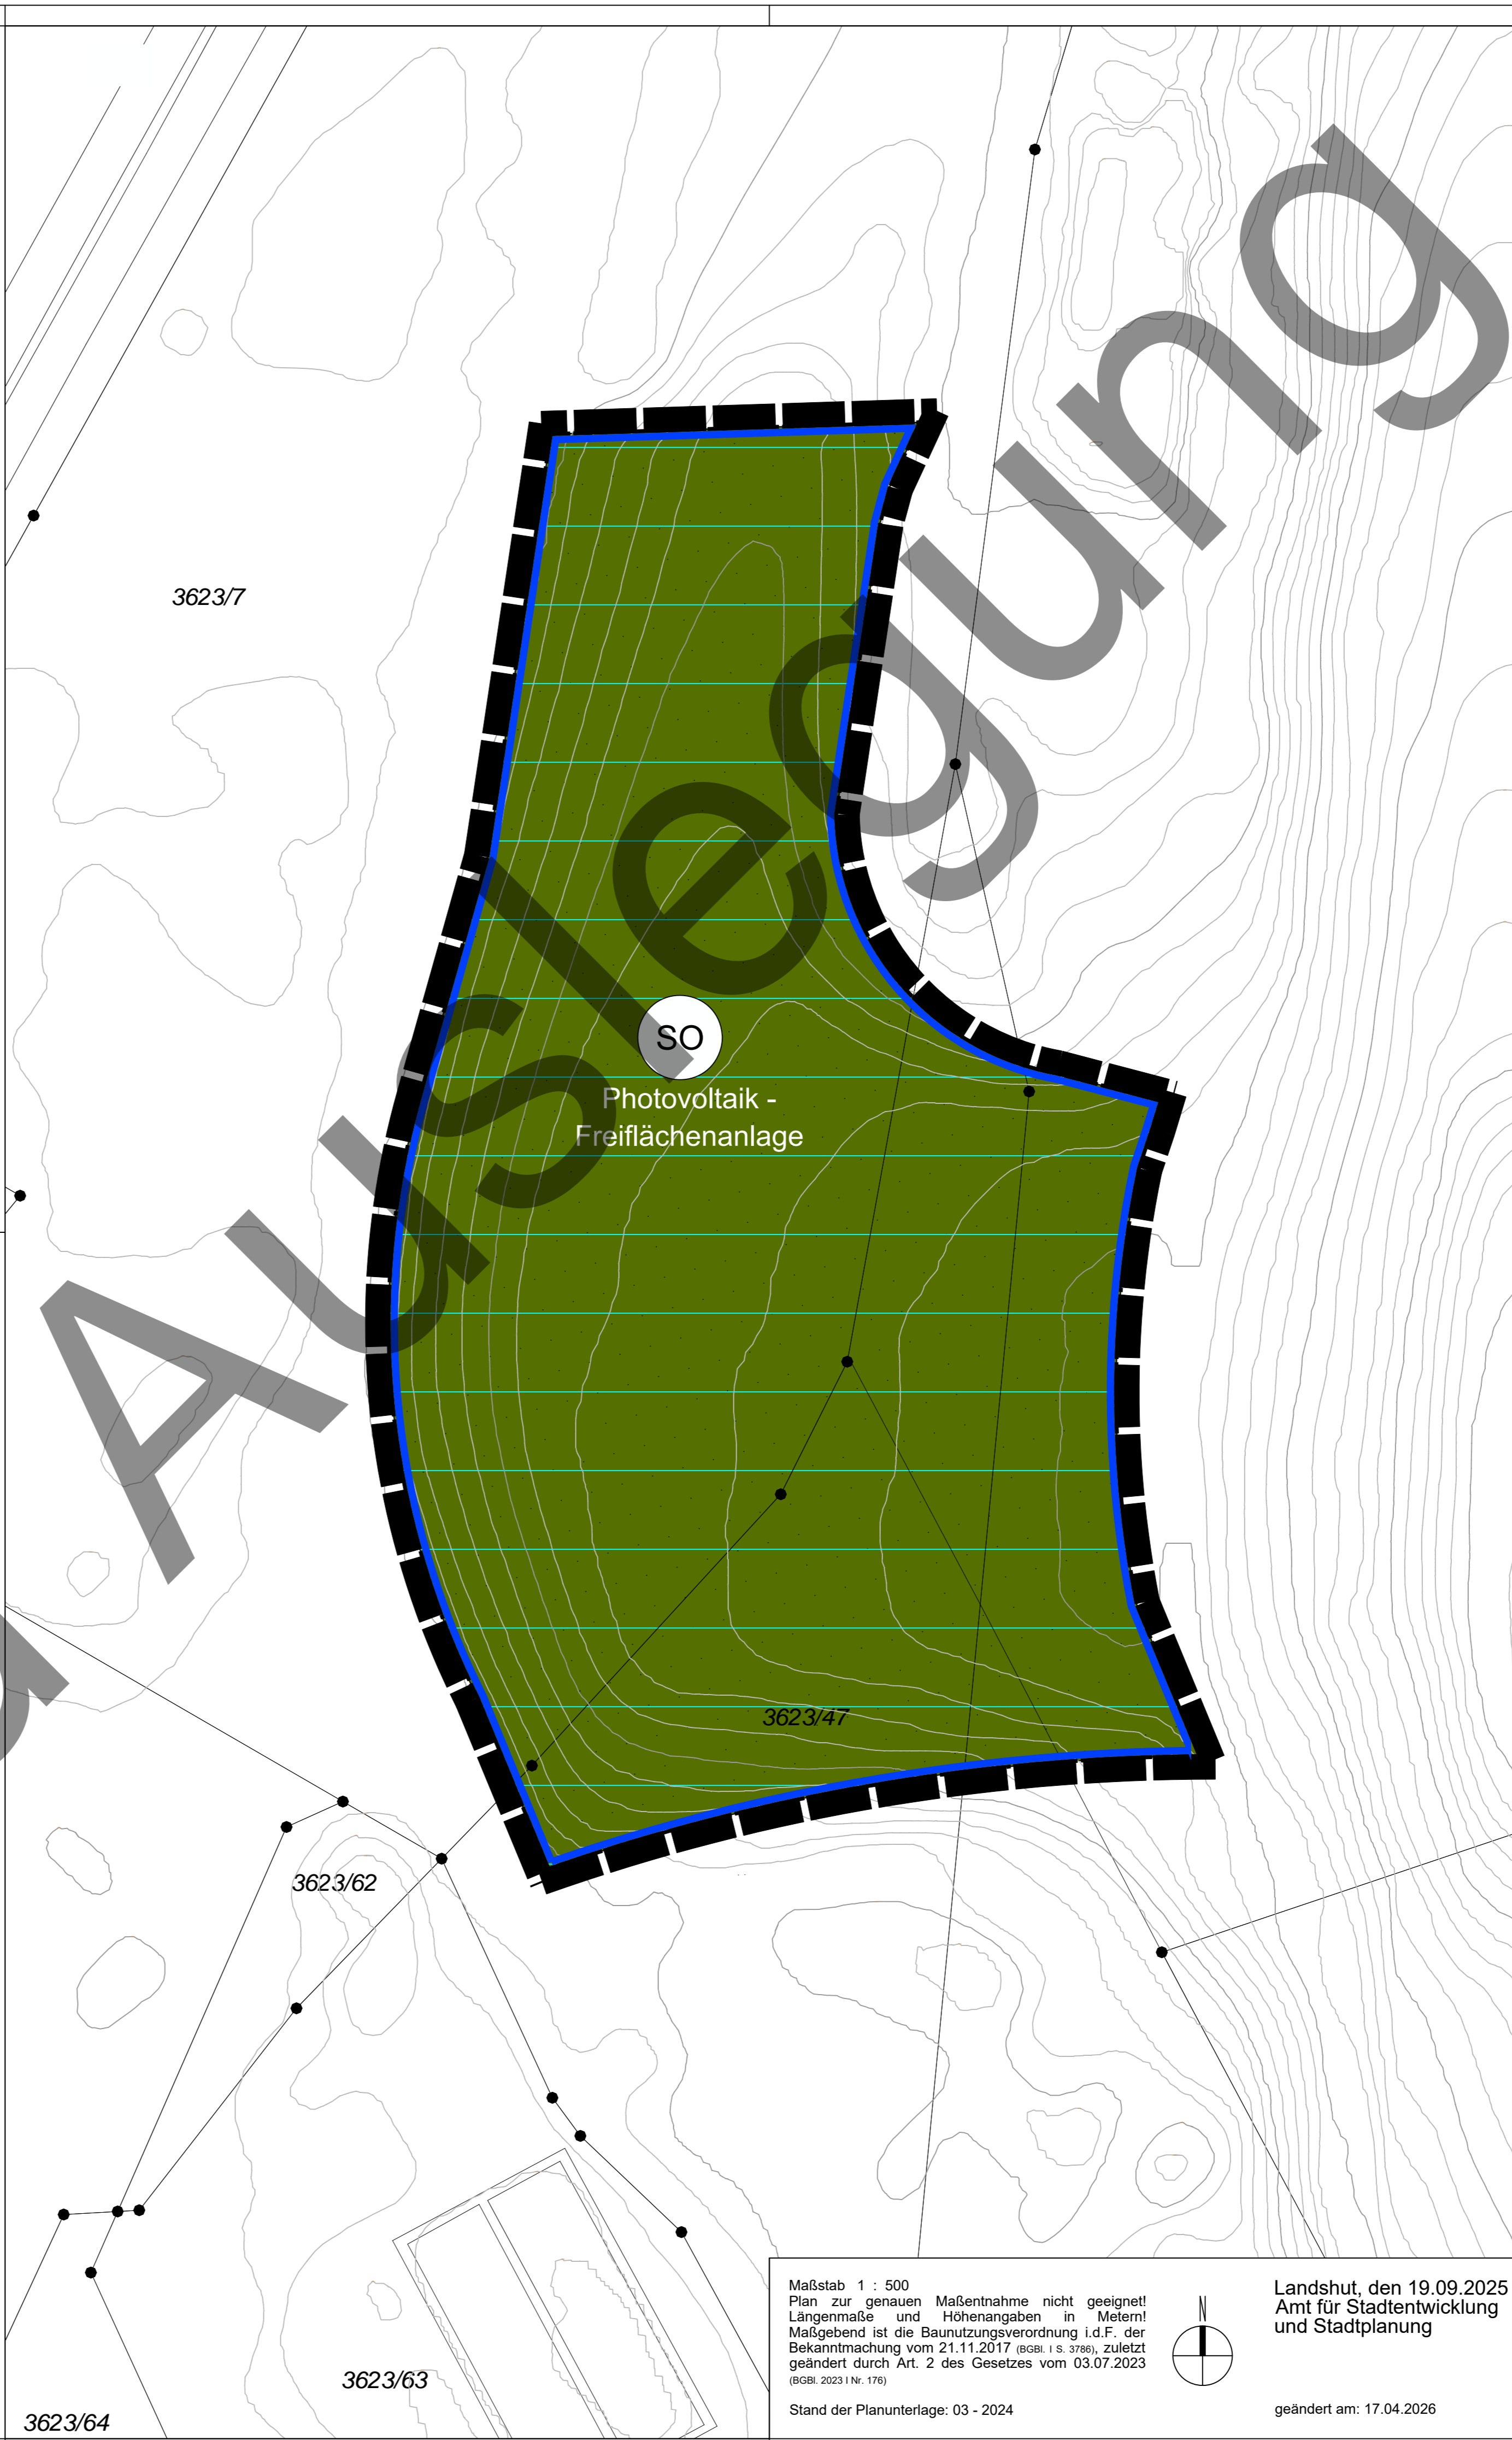 3623/7
SO
Photovoltaik -
Freiflächenanlage
Auslegung
3623/47
3623/62
3623/63
3623/64
Maßstab 1 : 500
Plan zur genauen Maßentnahme nicht geeignet!
Längenmaße und Höhenangaben in Metern!
Maßgebend ist die Baunutzungsverordnung i.d.F. der
Bekanntmachung vom 21.11.2017 (BGBl. I S. 3786), zuletzt
geändert durch Art. 2 des Gesetzes vom 03.07.2023
(BGBl. 2023 I Nr. 176)
Stand der Planunterlage: 03 - 2024
N
Landshut, den 19.09.2025
Amt für Stadtentwicklung
und Stadtplanung
geändert am: 17.04.2026